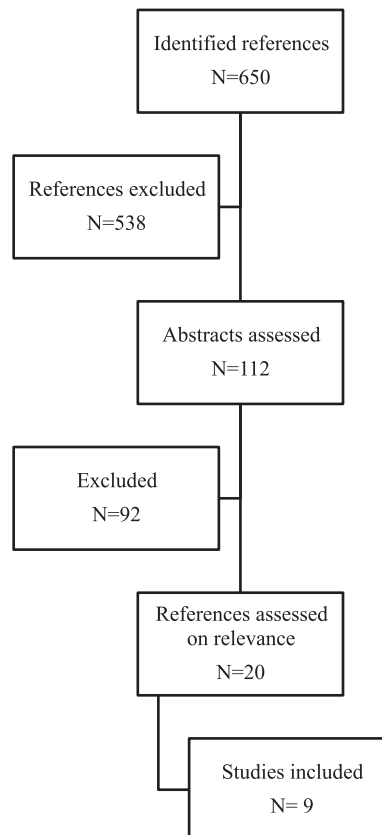 Identified references
N=650
References excluded
N=538
Abstracts assessed
N=112
Excluded
N=92
References assessed
on relevance
N=20
Studies included
N= 9